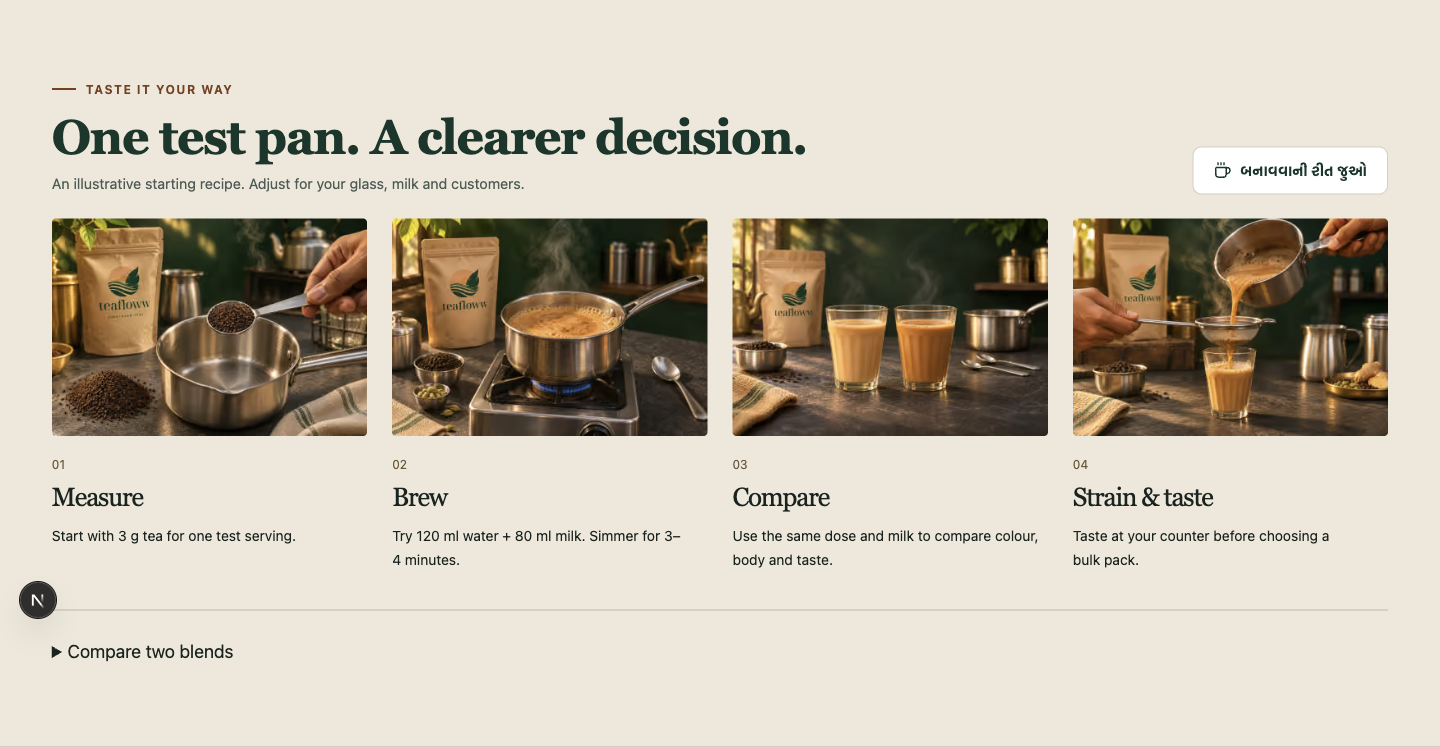 TASTE IT YOUR WAY
One test pan. A clearer decision.
An illustrative starting recipe. Adjust for your glass, milk and customers.
બનાવવાની રીત જુઓ
teafloww
teafloww
teafloww
teafloww
01
Measure
Start with 3 g tea for one test serving.
02
Brew
Try 120 ml water + 80 ml milk. Simmer for 3–
4 minutes.
03
Compare
Use the same dose and milk to compare colour,
body and taste.
04
Strain & taste
Taste at your counter before choosing a
bulk pack.
N
Compare two blends